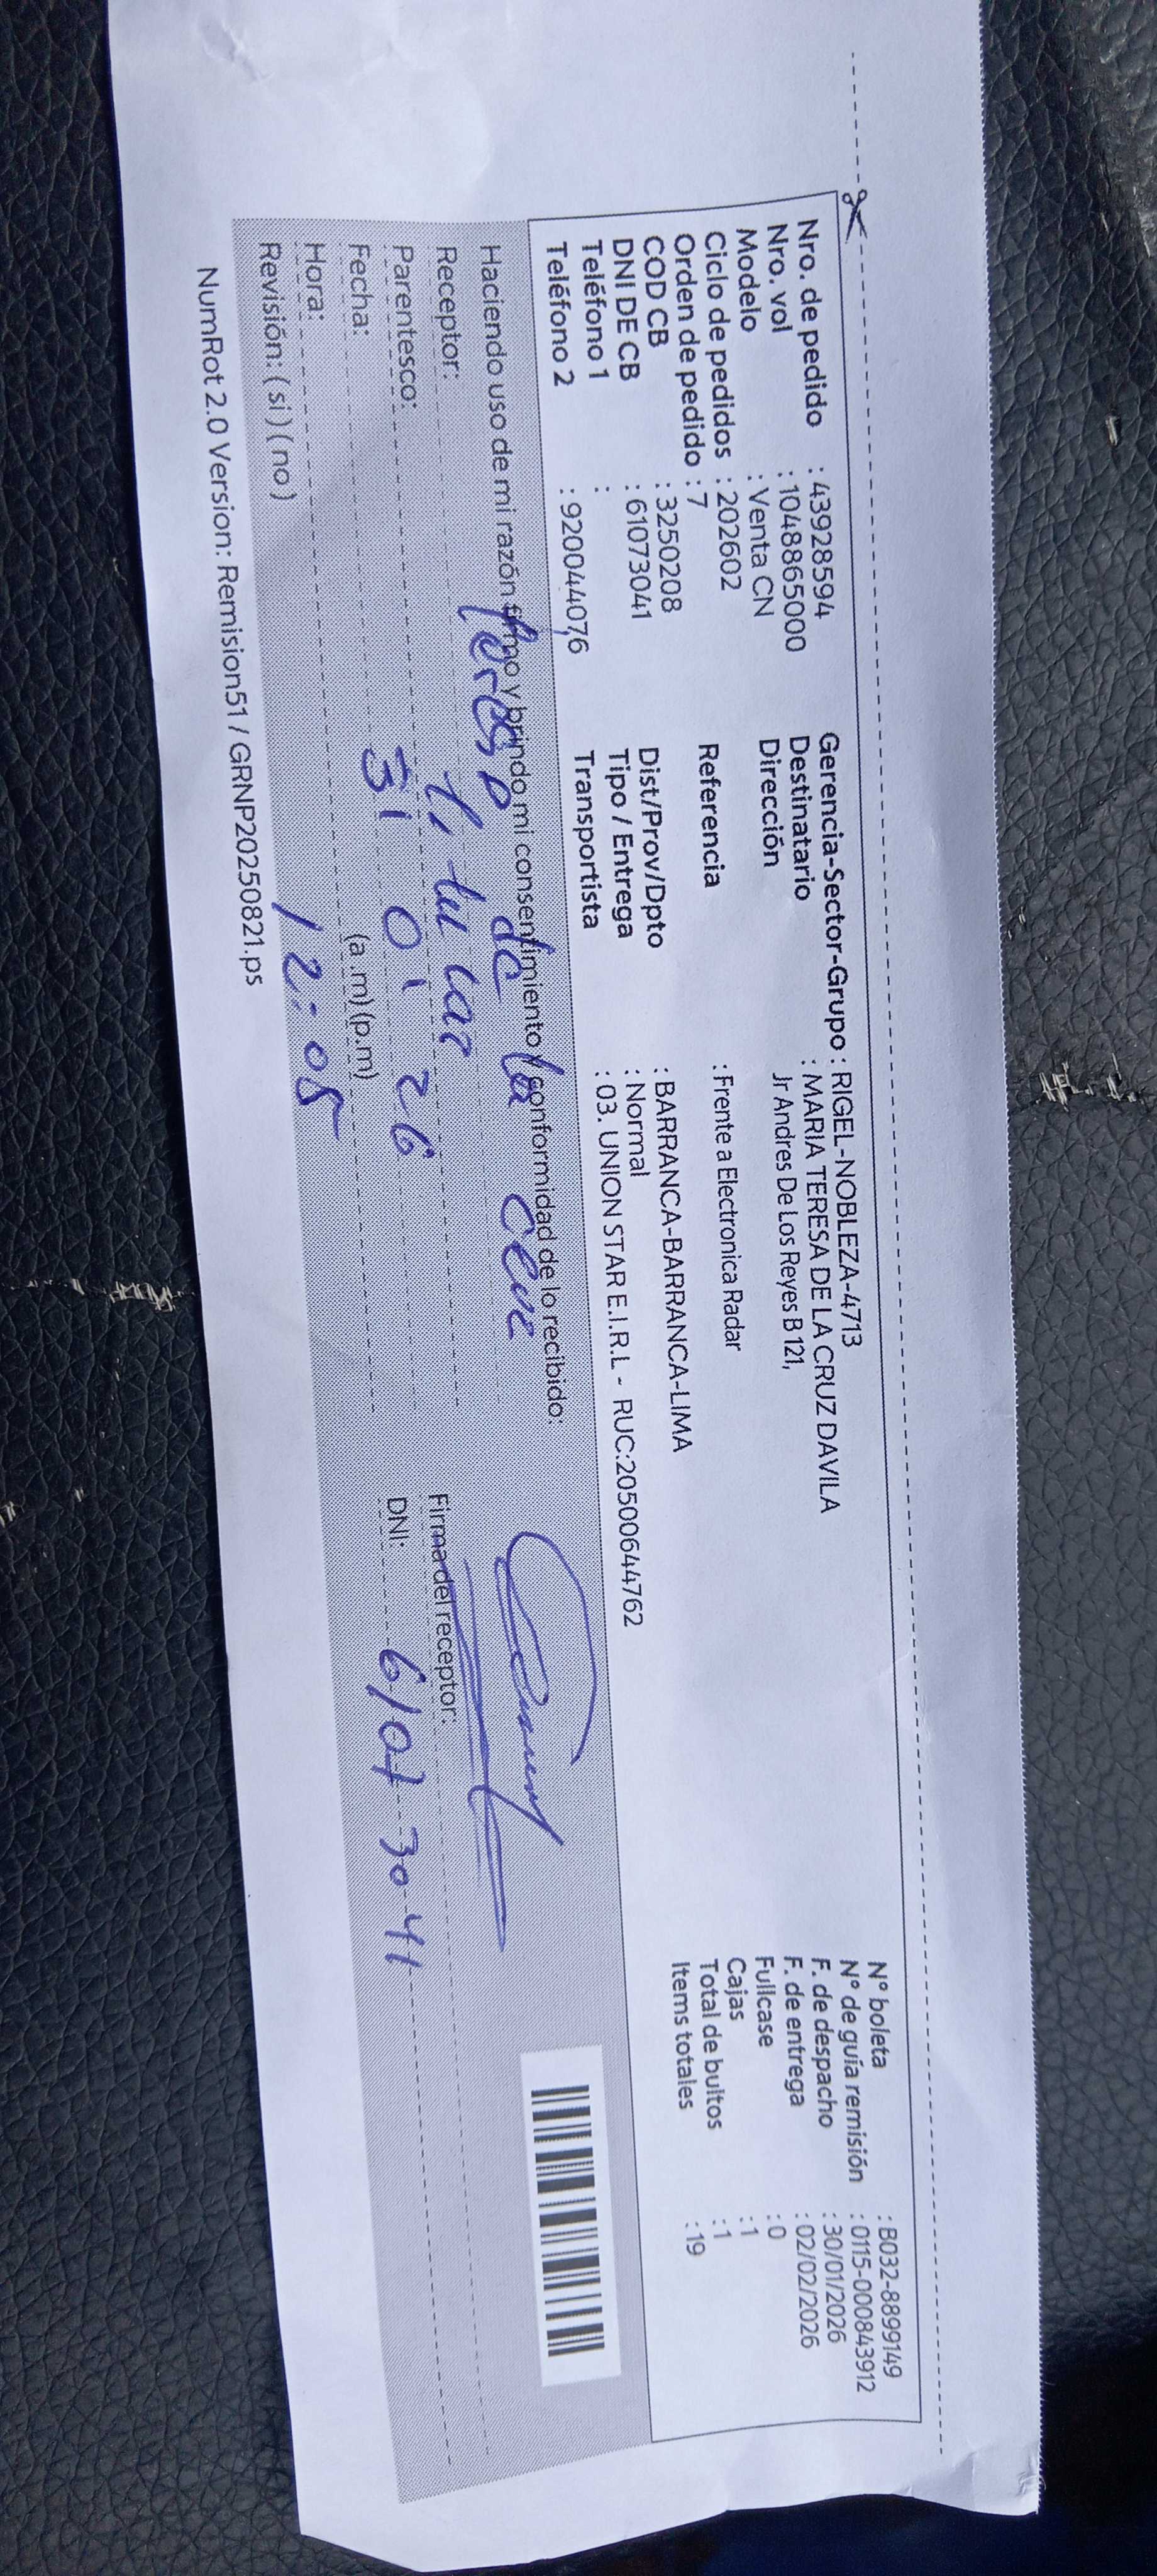 Nro. de pedido : 43928594
Nro. vol : 1048865000
Modelo : Venta CN
Ciclo de pedidos : 202602
Orden de pedido : 7
COD CB : 3250208
DNI DE CB : 61073041
Teléfono 1 :
Teléfono 2 : 920044076
Gerencia-Sector-Grupo : RIGEL-NOBLEZA-4713
Destinatario : MARIA TERESA DE LA CRUZ DAVILA
Dirección Jr Andres De Los Reyes B 121,
Referencia : Frente a Electronica Radar
Dist/Prov/Dpto : BARRANCA-BARRANCA-LIMA
Tipo / Entrega : Normal
Transportista : 03. UNION STAR E.I.R.L - RUC:20500644762
N° boleta : B032-8899149
N° de guía remisión : 0115-000843912
F. de despacho : 30/01/2026
F. de entrega : 02/02/2026
Fullcase : 0
Cajas : 1
Total de bultos : 1
Items totales : 19
Haciendo uso de mi razón firmo y brindo mi consentimiento y conformidad de lo recibido:
Receptor: Teresa de la Cruz
Parentesco: Titular
Fecha: 31 01 26
Hora: (a .m) (p.m) 12:05
Revisión: ( si ) ( no )
Firma del receptor:
DNI: 61073041
NumRot 2.0 Version: Remision51 / GRNP20250821.ps